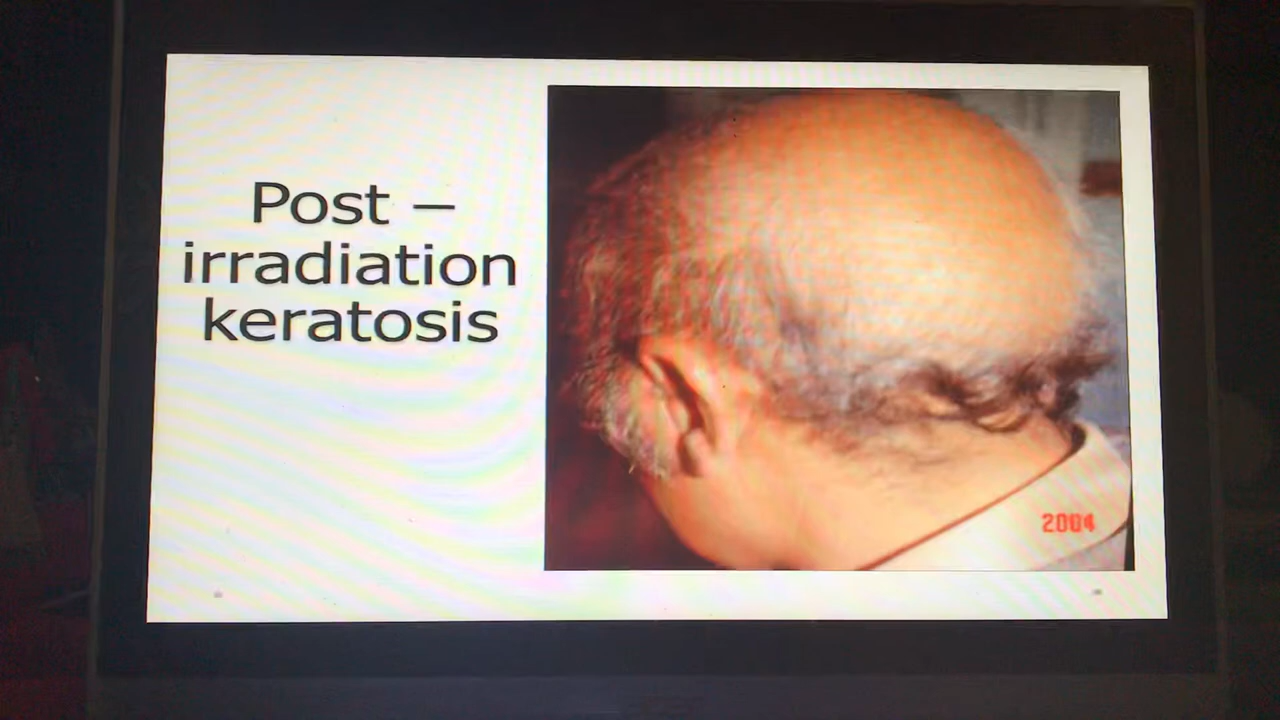 Post –
irradiation
keratosis
2004